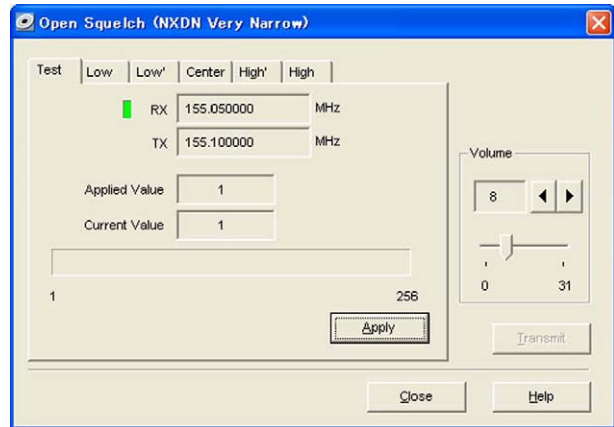 Open Squelch (NXDN Very Narrow)
Test Low Low' Center High' High
RX 155.050000 MHz
TX 155.100000 MHz
Applied Value 1
Current Value 1
1 256
Apply
Volume
8
0 31
Transmit
Close Help